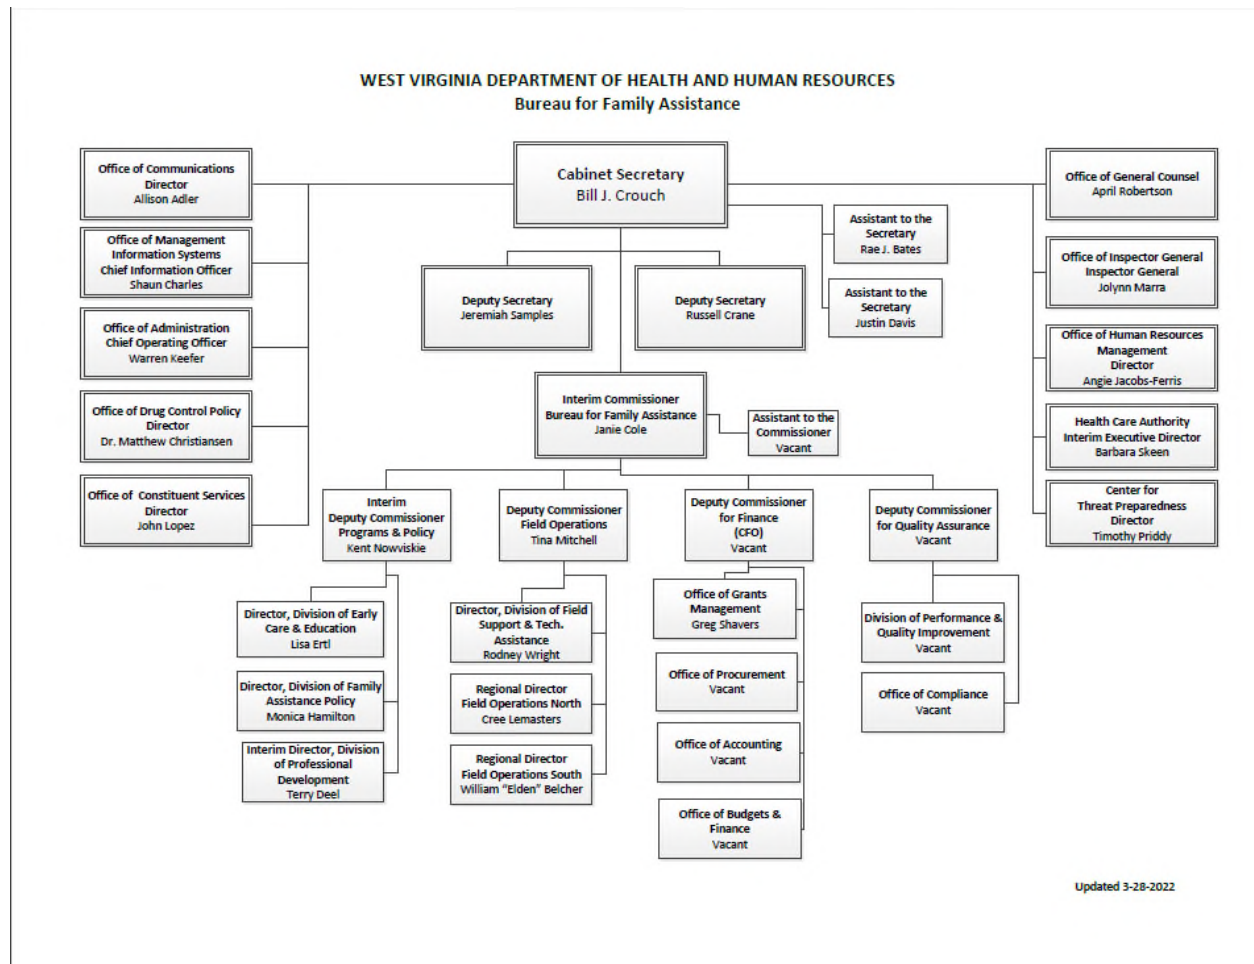 WEST VIRGINIA DEPARTMENT OF HEALTH AND HUMAN RESOURCES
Bureau for Family Assistance
Cabinet Secretary
Bill J. Crouch
Office of Communications
Director
Allison Adler
Office of Management
Information Systems
Chief Information Officer
Shaun Charles
Office of Administration
Chief Operating Officer
Warren Keefer
Office of Drug Control Policy
Director
Dr. Matthew Christiansen
Office of Constituent Services
Director
John Lopez
Assistant to the
Secretary
Rae J. Bates
Assistant to the
Secretary
Justin Davis
Deputy Secretary
Jeremiah Samples
Deputy Secretary
Russell Crane
Office of General Counsel
April Robertson
Office of Inspector General
Inspector General
Jolynn Marra
Office of Human Resources
Management
Director
Angie Jacobs-Ferris
Health Care Authority
Interim Executive Director
Barbara Skeen
Center for
Threat Preparedness
Director
Timothy Priddy
Interim Commissioner
Bureau for Family Assistance
Janie Cole
Assistant to the
Commissioner
Vacant
Interim
Deputy Commissioner
Programs & Policy
Kent Nowviskie
Deputy Commissioner
Field Operations
Tina Mitchell
Deputy Commissioner
for Finance
(CFO)
Vacant
Deputy Commissioner
for Quality Assurance
Vacant
Director, Division of Early
Care & Education
Lisa Ertl
Director, Division of Family
Assistance Policy
Monica Hamilton
Interim Director, Division
of Professional
Development
Terry Deel
Director, Division of Field
Support & Tech.
Assistance
Rodney Wright
Regional Director
Field Operations North
Cree Lemasters
Regional Director
Field Operations South
William "Elden" Belcher
Office of Grants
Management
Greg Shavers
Office of Procurement
Vacant
Office of Accounting
Vacant
Office of Budgets &
Finance
Vacant
Division of Performance &
Quality Improvement
Vacant
Office of Compliance
Vacant
Updated 3-28-2022